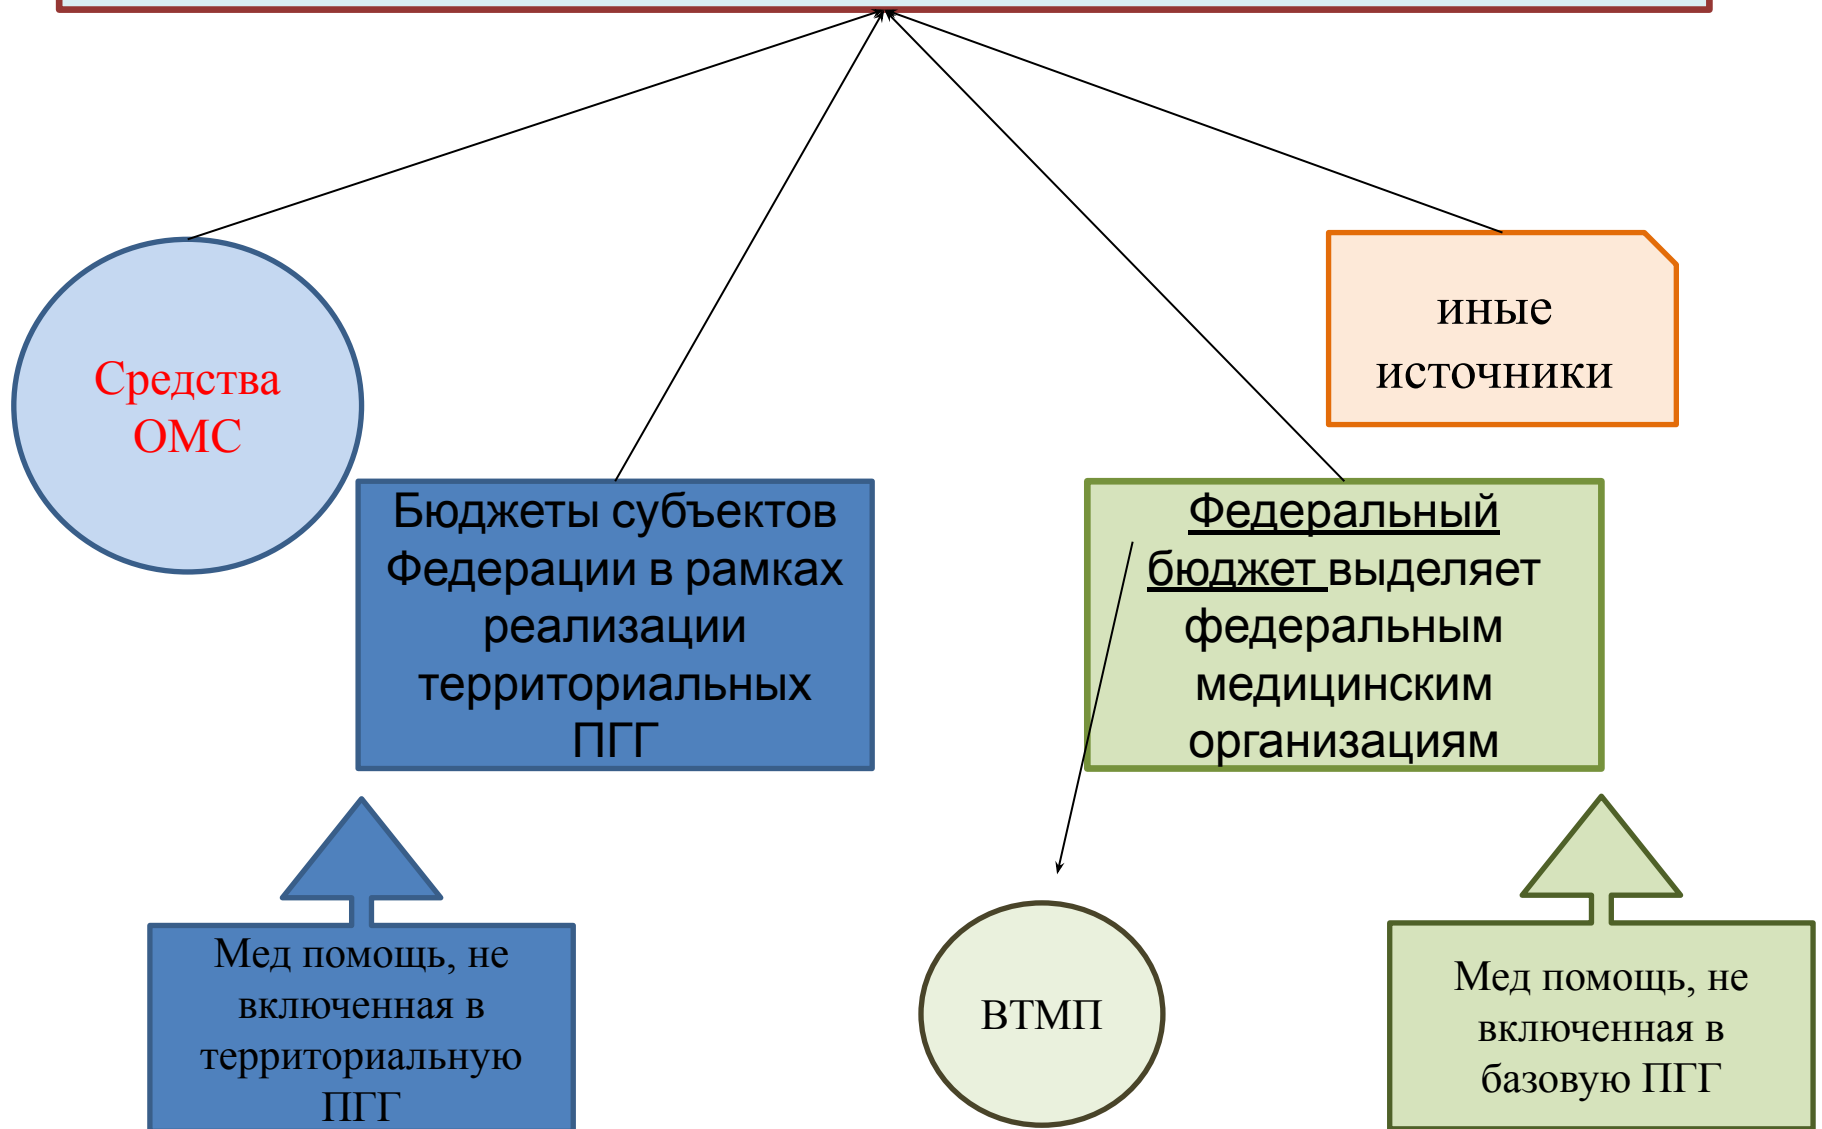 Средства
ОМС
иные
источники
Бюджеты субъектов
Федерации в рамках
реализации
территориальных
ПГГ
Федеральный
бюджет выделяет
федеральным
медицинским
организациям
Мед помощь, не
включенная в
территориальную
ПГГ
ВТМП
Мед помощь, не
включенная в
базовую ПГГ